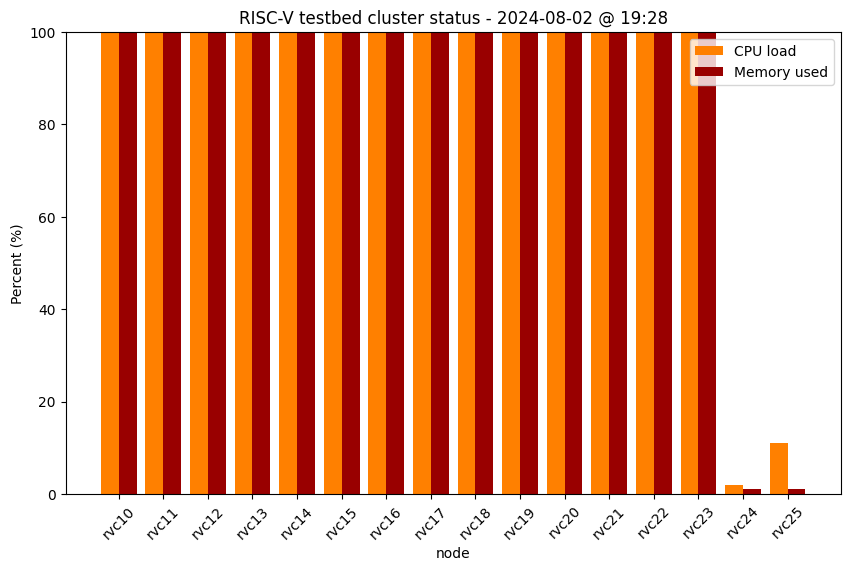 RISC-V testbed cluster status - 2024-08-02 @ 19:28
CPU load
Memory used
Percent (%)
100
80
60
40
20
0
rvc10
rvc11
rvc12
rvc13
rvc14
rvc15
rvc16
rvc17
rvc18
rvc19
rvc20
rvc21
rvc22
rvc23
rvc24
rvc25
node